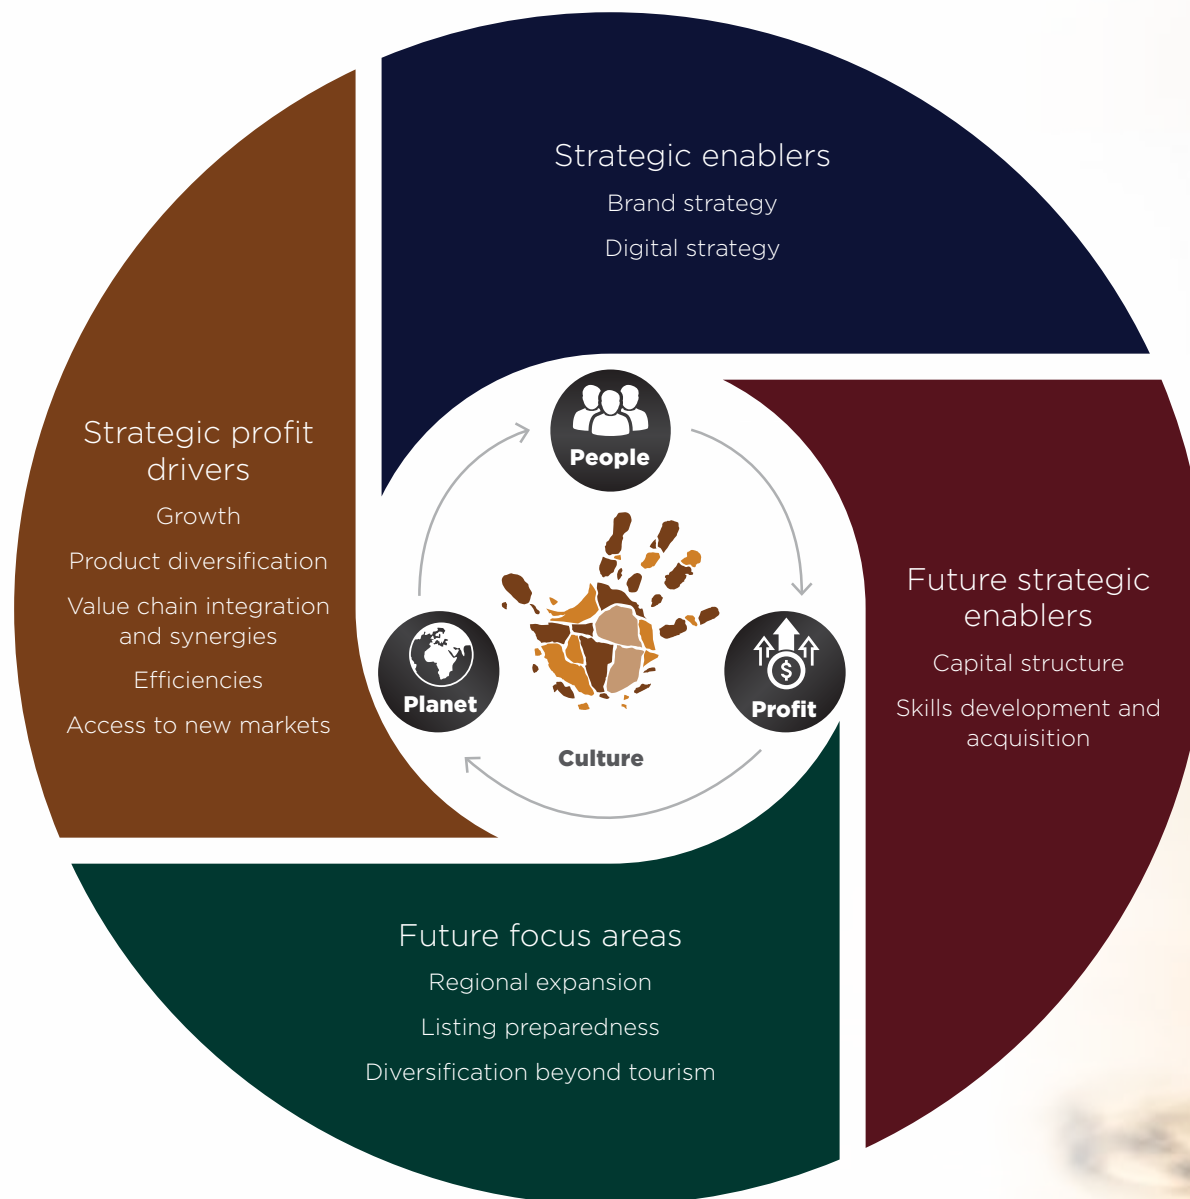 Strategic enablers
Brand strategy
Digital strategy
Strategic profit
drivers
Growth
Product diversification
Value chain integration
and synergies
Efficiencies
Access to new markets
People
Planet
Profit
$
Culture
Future strategic
enablers
Capital structure
Skills development and
acquisition
Future focus areas
Regional expansion
Listing preparedness
Diversification beyond tourism